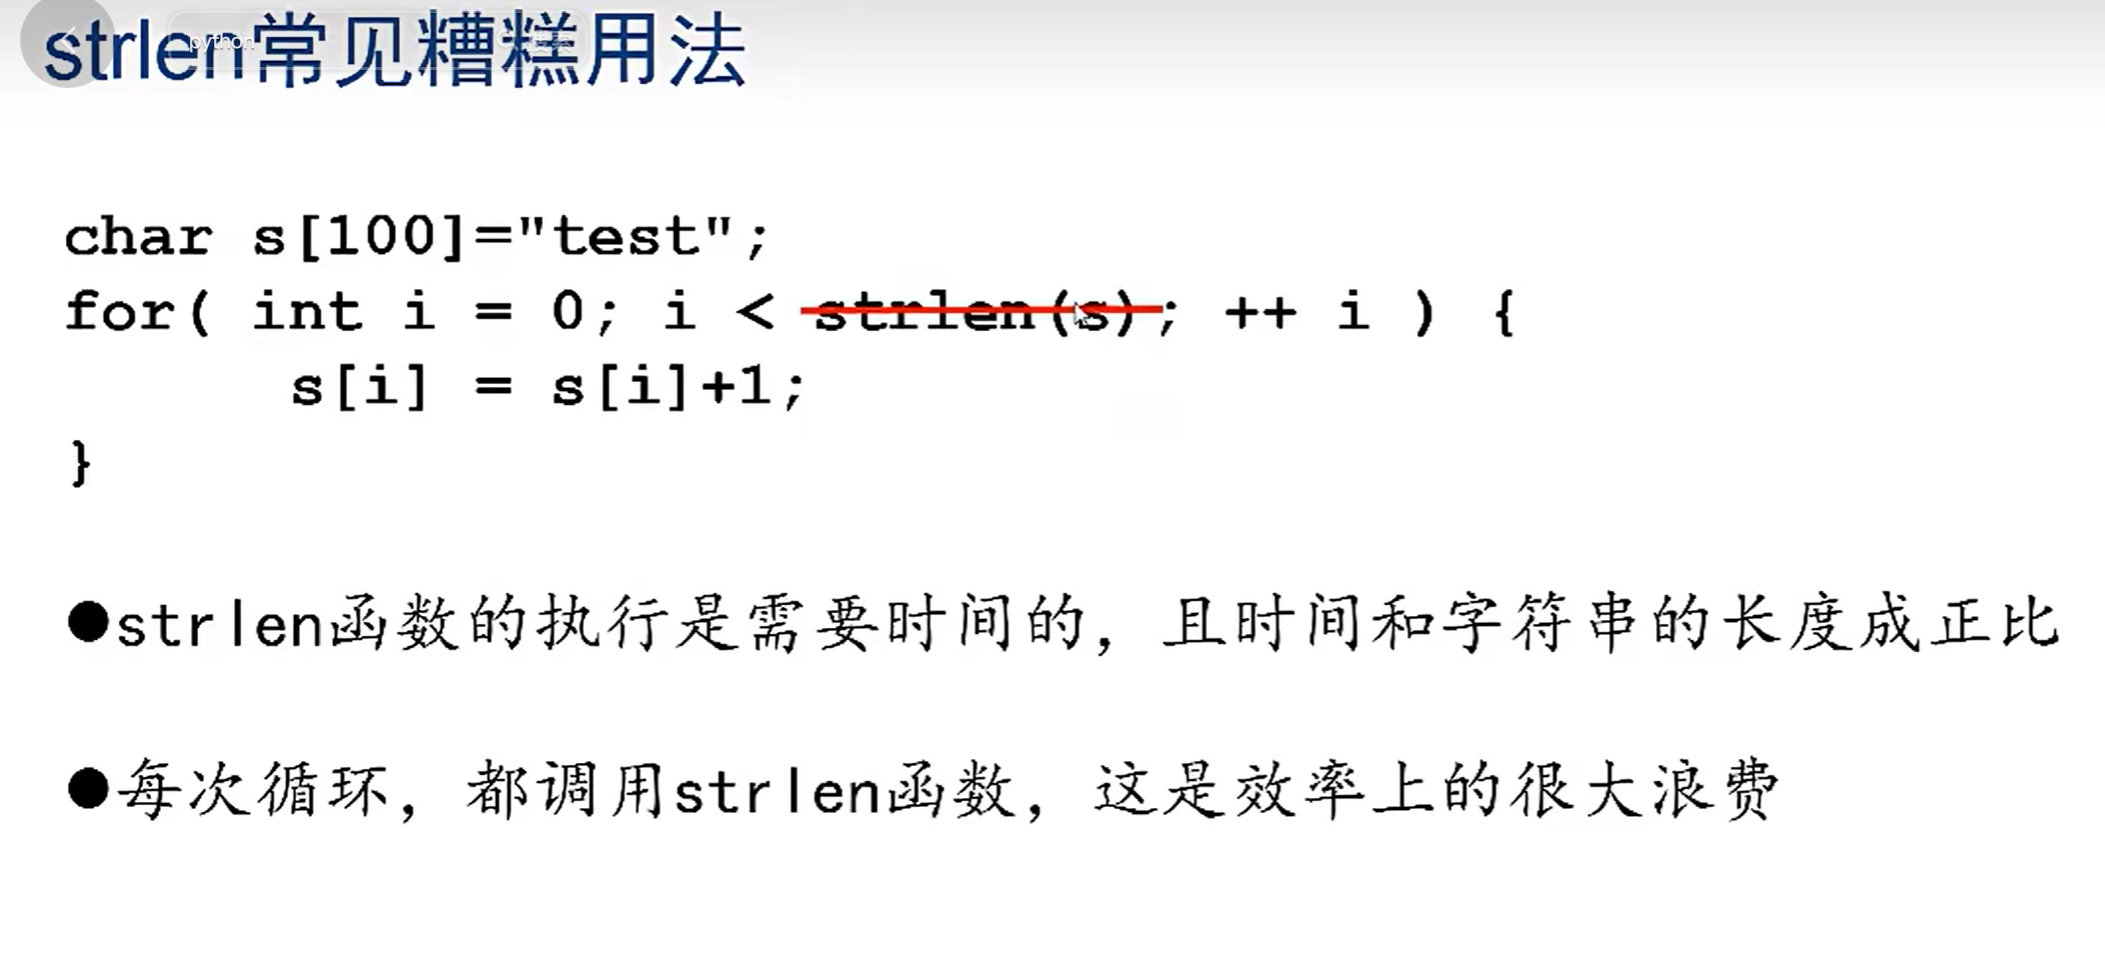 strlen常见糟糕用法
python
搜索
char s[100]="test";
for( int i = 0; i < strlen(s); ++ i ) {
s[i] = s[i]+1;
}
●strlen函数的执行是需要时间的，且时间和字符串的长度成正比
●每次循环，都调用strlen函数，这是效率上的很大浪费